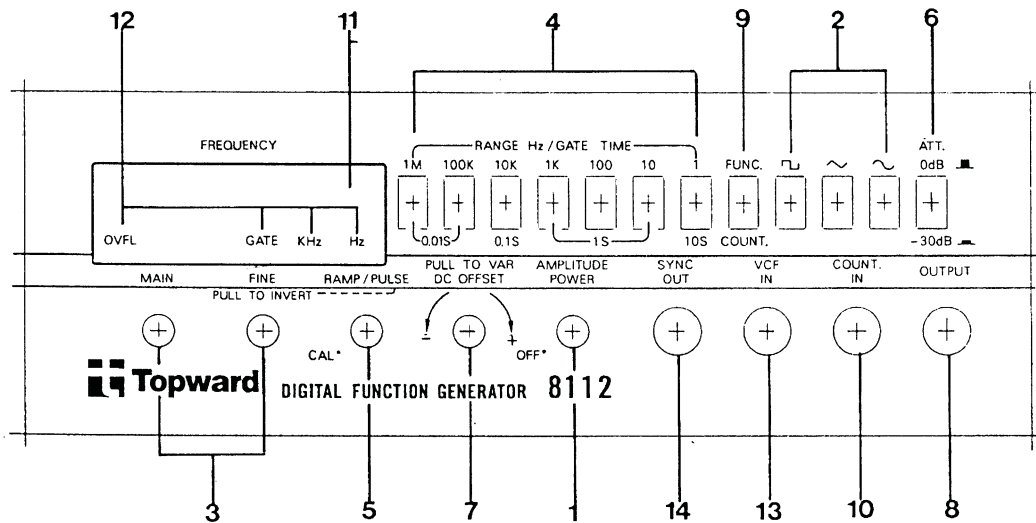 12 11 4 9 2 6
FREQUENCY
RANGE Hz/GATE TIME
ATT.
1M 100K 10K 1K 100 10 1 FUNC. 0dB
OVFL GATE KHz Hz
0.01S 0.1S 1S 10S COUNT. -30dB
MAIN FINE RAMP/PULSE PULL TO VAR DC OFFSET AMPLITUDE POWER SYNC OUT VCF IN COUNT. IN OUTPUT
PULL TO INVERT
- +
CAL° OFF°
Topward DIGITAL FUNCTION GENERATOR 8112
3 5 7 1 14 13 10 8